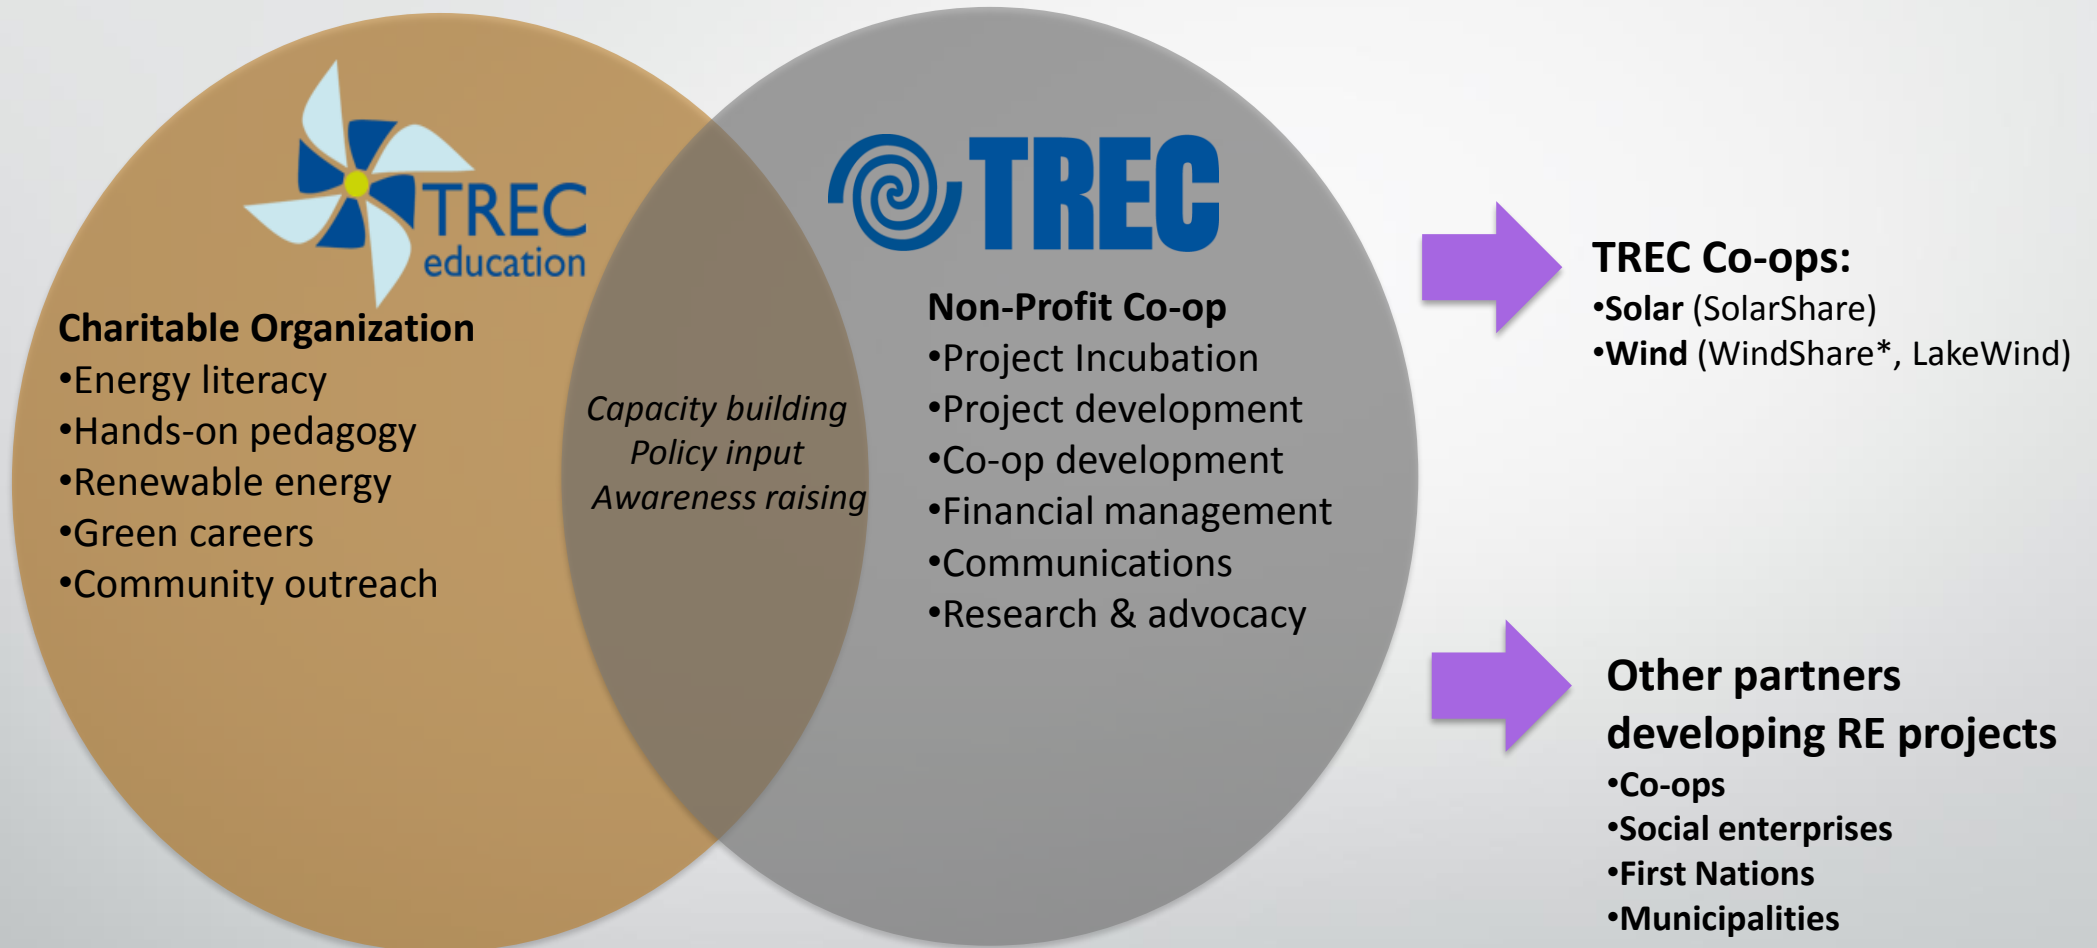 TREC
education
Charitable Organization
•Energy literacy
•Hands-on pedagogy
•Renewable energy
•Green careers
•Community outreach
Capacity building
Policy input
Awareness raising
TREC
Non-Profit Co-op
•Project Incubation
•Project development
•Co-op development
•Financial management
•Communications
•Research & advocacy
TREC Co-ops:
•Solar (SolarShare)
•Wind (WindShare*, LakeWind)
Other partners
developing RE projects
•Co-ops
•Social enterprises
•First Nations
•Municipalities